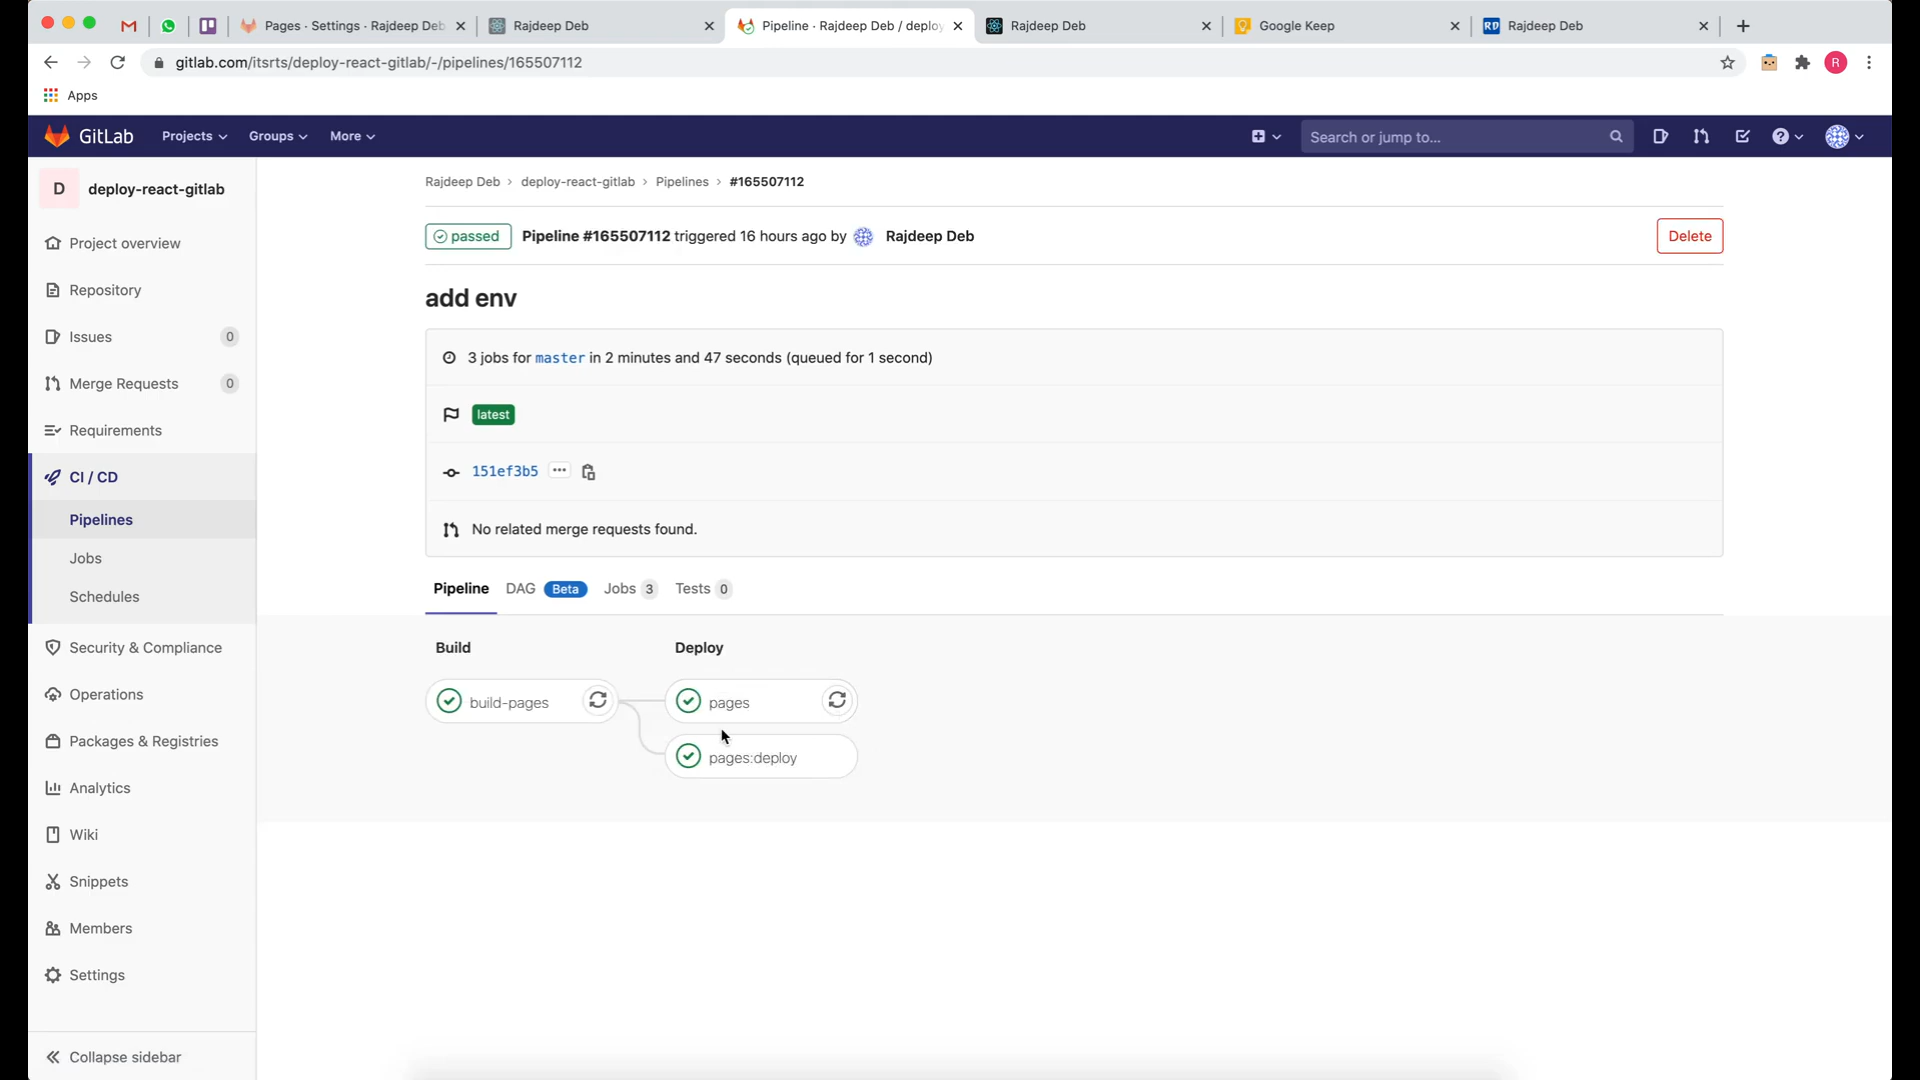 Pages · Settings · Rajdeep Deb
Rajdeep Deb
Pipeline · Rajdeep Deb / deploy
Rajdeep Deb
Google Keep
RD Rajdeep Deb
gitlab.com/itsrts/deploy-react-gitlab/-/pipelines/165507112
R
Apps
GitLab
Projects
Groups
More
Search or jump to...
D deploy-react-gitlab
Project overview
Repository
Issues 0
Merge Requests 0
Requirements
CI / CD
Pipelines
Jobs
Schedules
Security & Compliance
Operations
Packages & Registries
Analytics
Wiki
Snippets
Members
Settings
Collapse sidebar
Rajdeep Deb › deploy-react-gitlab › Pipelines › #165507112
passed Pipeline #165507112 triggered 16 hours ago by Rajdeep Deb
Delete
add env
3 jobs for master in 2 minutes and 47 seconds (queued for 1 second)
latest
151ef3b5 ···
No related merge requests found.
Pipeline DAG Beta Jobs 3 Tests 0
Build Deploy
build-pages
pages
pages:deploy